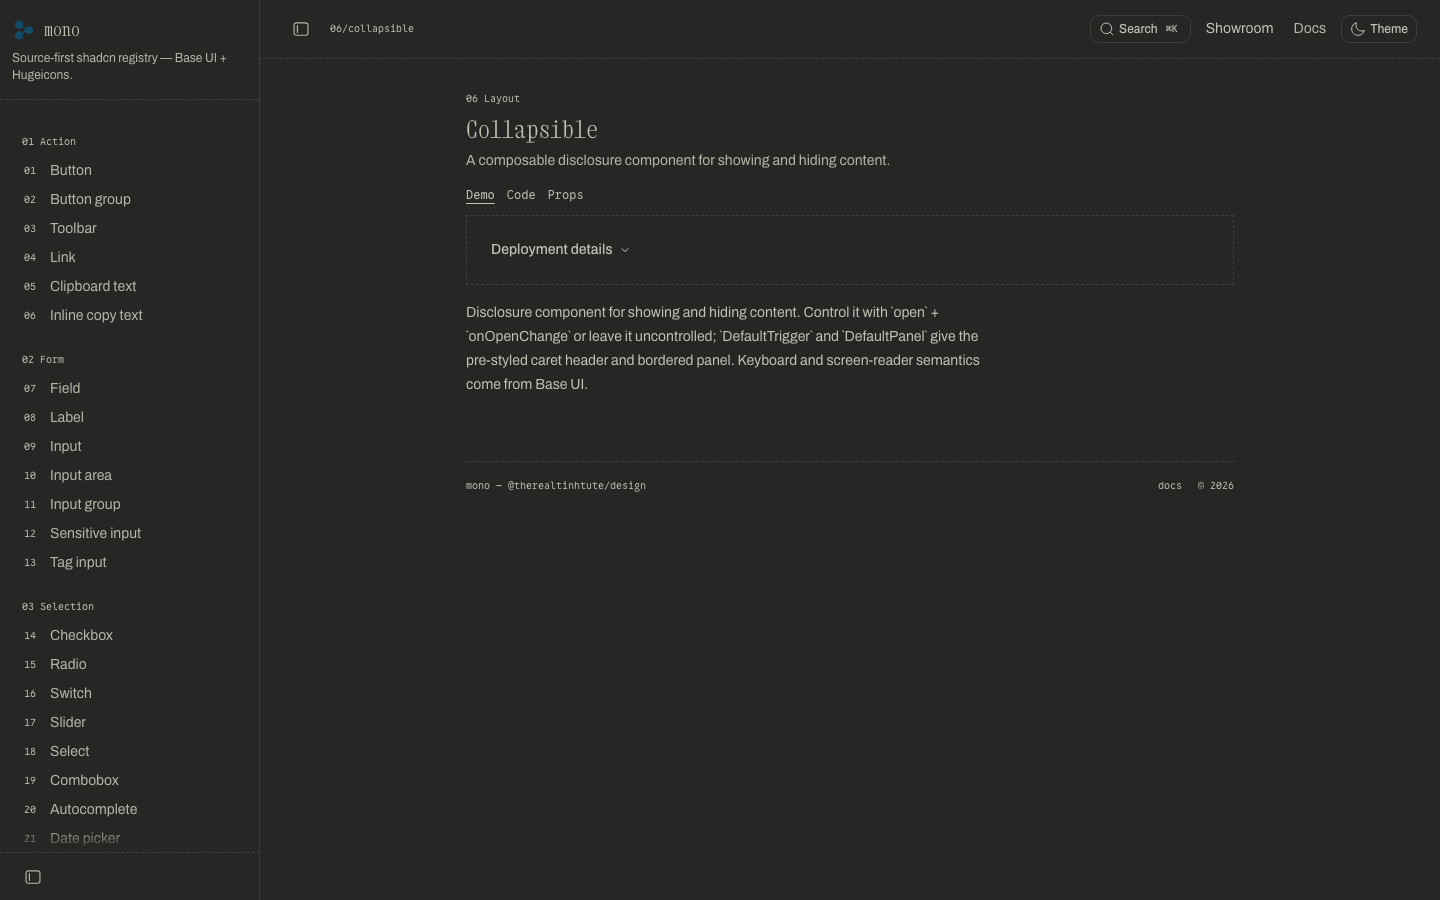 mono
Source-first shadcn registry — Base UI +
Hugeicons.
01 Action
01 Button
02 Button group
03 Toolbar
04 Link
05 Clipboard text
06 Inline copy text
02 Form
07 Field
08 Label
09 Input
10 Input area
11 Input group
12 Sensitive input
13 Tag input
03 Selection
14 Checkbox
15 Radio
16 Switch
17 Slider
18 Select
19 Combobox
20 Autocomplete
21 Date picker
06/collapsible
Search ⌘K
Showroom
Docs
Theme
06 Layout
Collapsible
A composable disclosure component for showing and hiding content.
Demo Code Props
Deployment details
Disclosure component for showing and hiding content. Control it with `open` +
`onOpenChange` or leave it uncontrolled; `DefaultTrigger` and `DefaultPanel` give the
pre-styled caret header and bordered panel. Keyboard and screen-reader semantics
come from Base UI.
mono — @therealtinhtute/design
docs © 2026